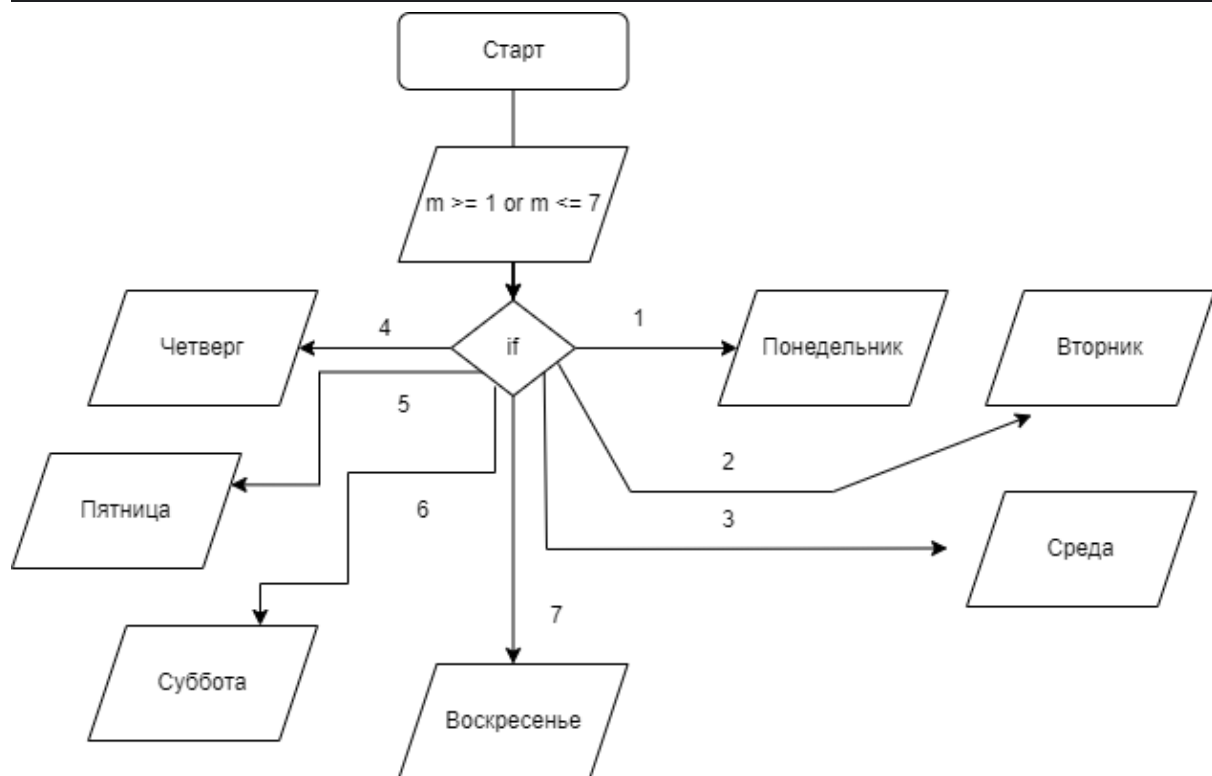 Старт
m >= 1 or m <= 7
if
4
1
Четверг
Понедельник
Вторник
5
2
Пятница
6
3
Среда
7
Суббота
Воскресенье